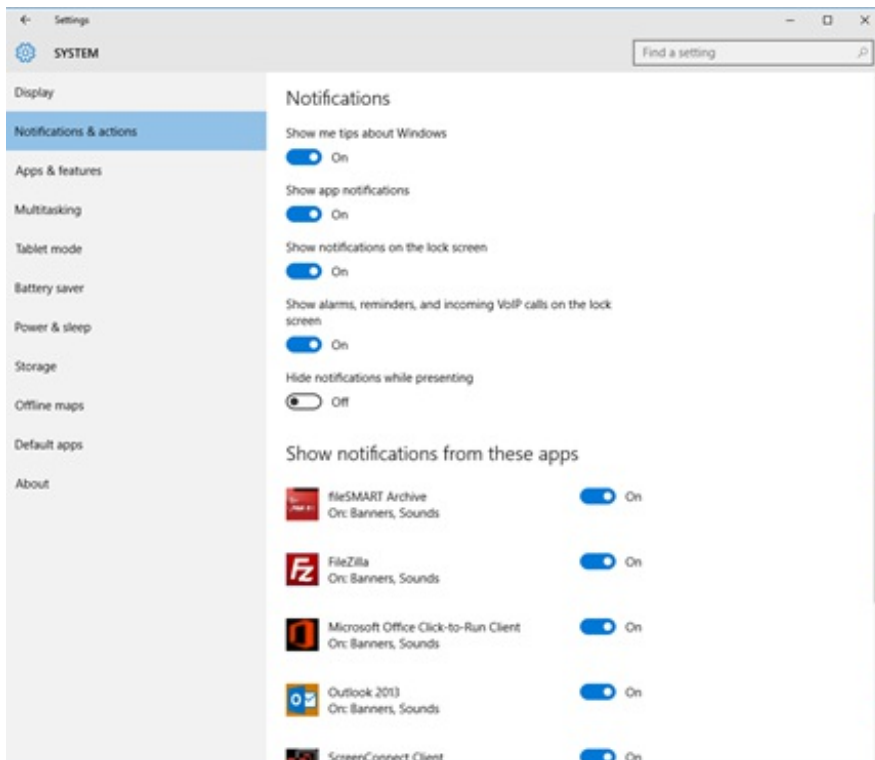 Settings
SYSTEM
Find a setting
Display
Notifications & actions
Apps & features
Multitasking
Tablet mode
Battery saver
Power & sleep
Storage
Offline maps
Default apps
About
Notifications
Show me tips about Windows
On
Show app notifications
On
Show notifications on the lock screen
On
Show alarms, reminders, and incoming VoIP calls on the lock
screen
On
Hide notifications while presenting
Off
Show notifications from these apps
fileSMART Archive
On: Banners, Sounds
On
FileZilla
On: Banners, Sounds
On
Microsoft Office Click-to-Run Client
On: Banners, Sounds
On
Outlook 2013
On: Banners, Sounds
On
ScreenConnect Client
On